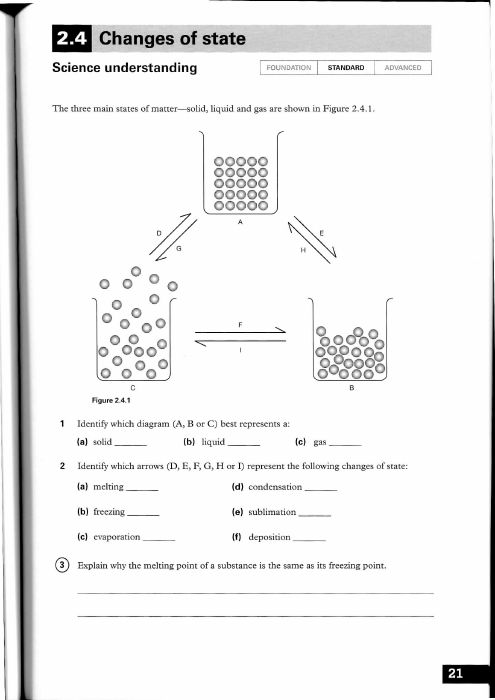 2.4 Changes of state
Science understanding
FOUNDATION STANDARD ADVANCED
The three main states of matter—solid, liquid and gas are shown in Figure 2.4.1.
A
D
G
E
H
F
I
C
B
Figure 2.4.1
1 Identify which diagram (A, B or C) best represents a:
(a) solid ______ (b) liquid ______ (c) gas ______
2 Identify which arrows (D, E, F, G, H or I) represent the following changes of state:
(a) melting ______ (d) condensation ______
(b) freezing ______ (e) sublimation ______
(c) evaporation ______ (f) deposition ______
3 Explain why the melting point of a substance is the same as its freezing point.
21